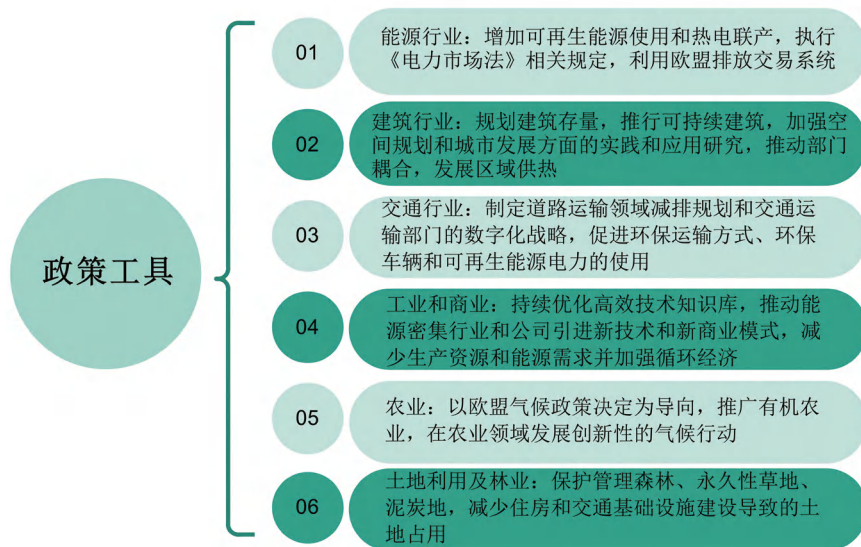 政策工具
01
能源行业：增加可再生能源使用和热电联产，执行
《电力市场法》相关规定，利用欧盟排放交易系统
02
建筑行业：规划建筑存量，推行可持续建筑，加强空
间规划和城市发展方面的实践和应用研究，推动部门
耦合，发展区域供热
03
交通行业：制定道路运输领域减排规划和交通运
输部门的数字化战略，促进环保运输方式、环保
车辆和可再生能源电力的使用
04
工业和商业：持续优化高效技术知识库，推动能
源密集行业和公司引进新技术和新商业模式，减
少生产资源和能源需求并加强循环经济
05
农业：以欧盟气候政策决定为导向，推广有机农
业，在农业领域发展创新性的气候行动
06
土地利用及林业：保护管理森林、永久性草地、
泥炭地，减少住房和交通基础设施建设导致的土
地占用